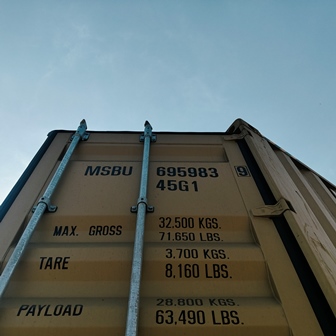 MSBU 695983 9
45G1
MAX. GROSS 32.500 KGS.
71.650 LBS.
TARE 3.700 KGS.
8,160 LBS.
PAYLOAD 28,800 KGS.
63,490 LBS.